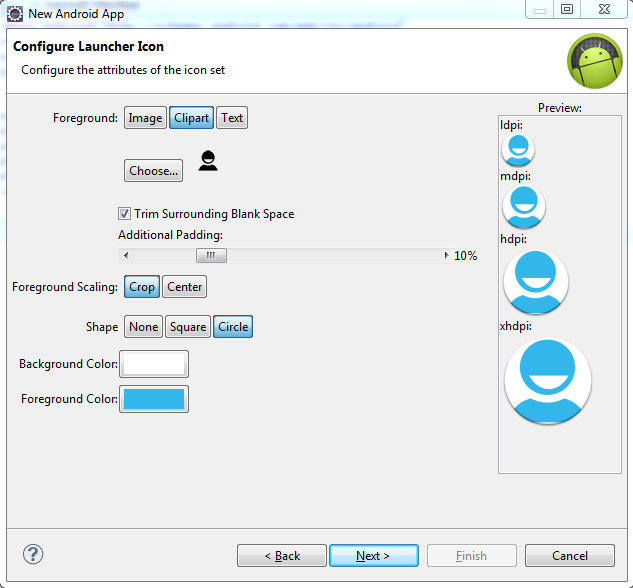 New Android App
Configure Launcher Icon
Configure the attributes of the icon set
Foreground: Image Clipart Text
Choose...
Trim Surrounding Blank Space
Additional Padding:
10%
Foreground Scaling: Crop Center
Shape None Square Circle
Background Color:
Foreground Color:
Preview:
ldpi:
mdpi:
hdpi:
xhdpi:
? < Back Next > Finish Cancel